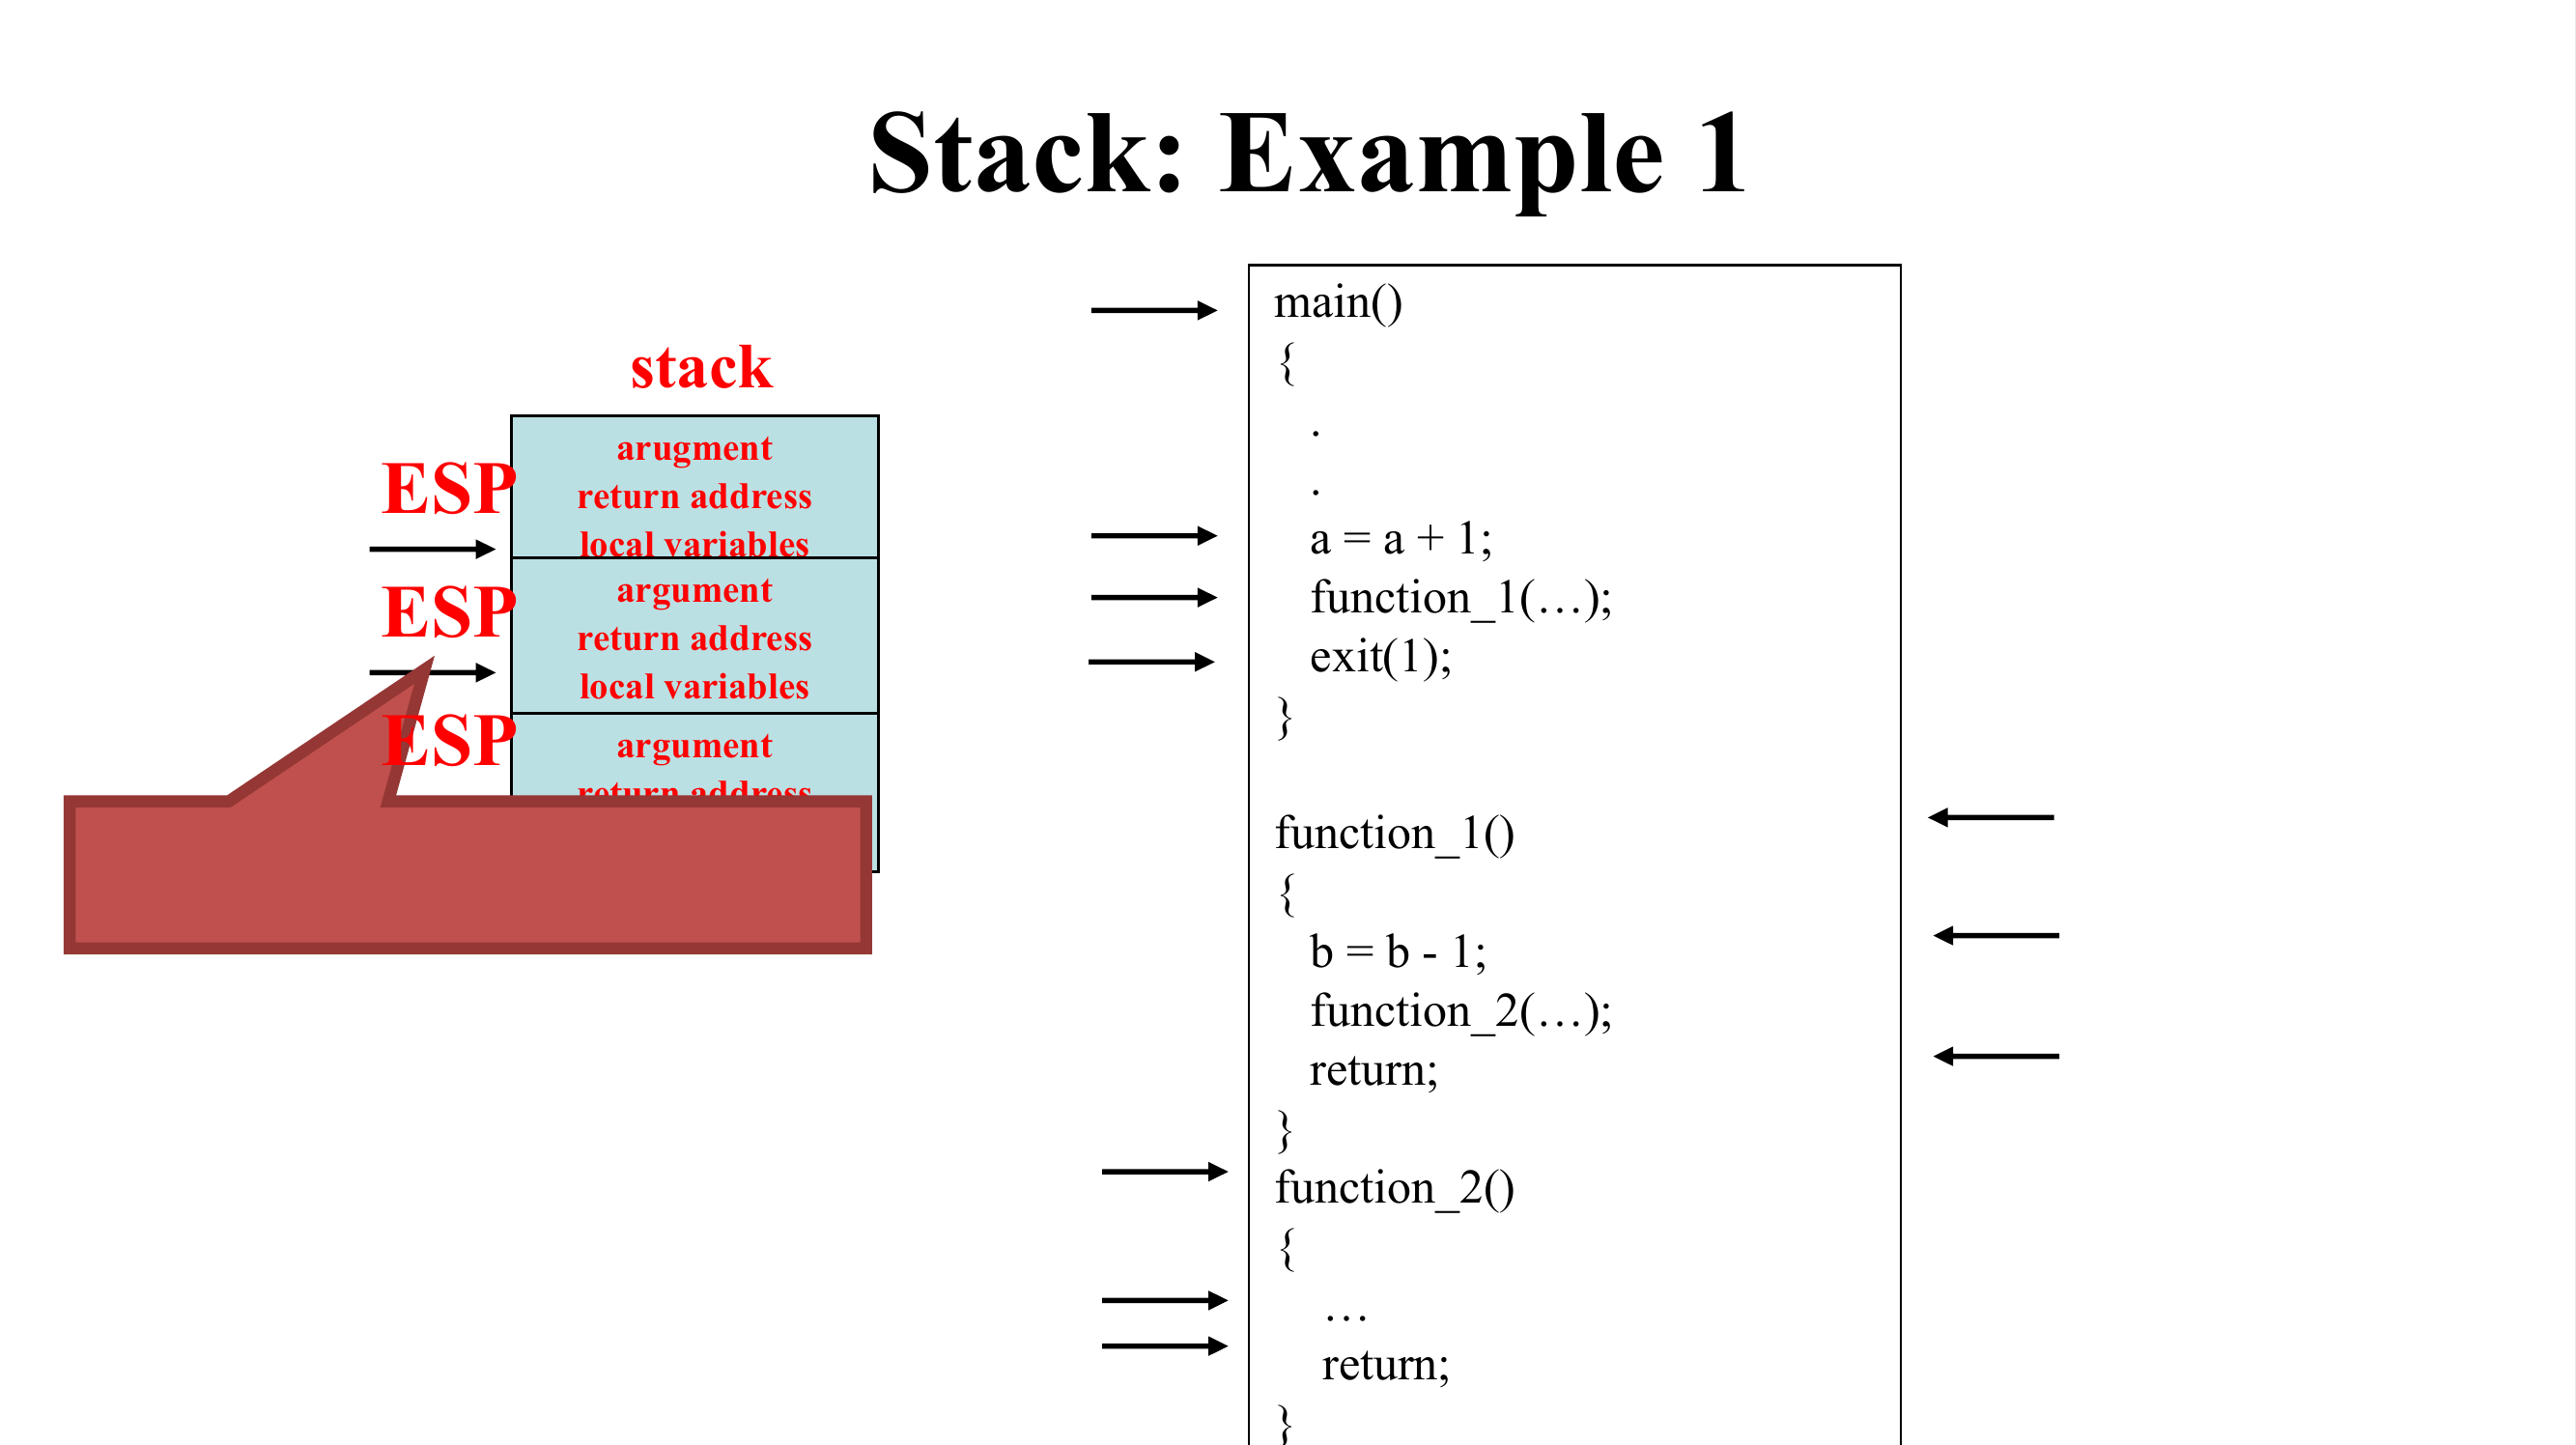 Stack: Example 1
stack
ESP
arugment
return address
local variables
ESP
argument
return address
local variables
ESP
argument
return address
main()
{
.
.
a = a + 1;
function_1(…);
exit(1);
}
function_1()
{
b = b - 1;
function_2(…);
return;
}
function_2()
{
…
return;
}